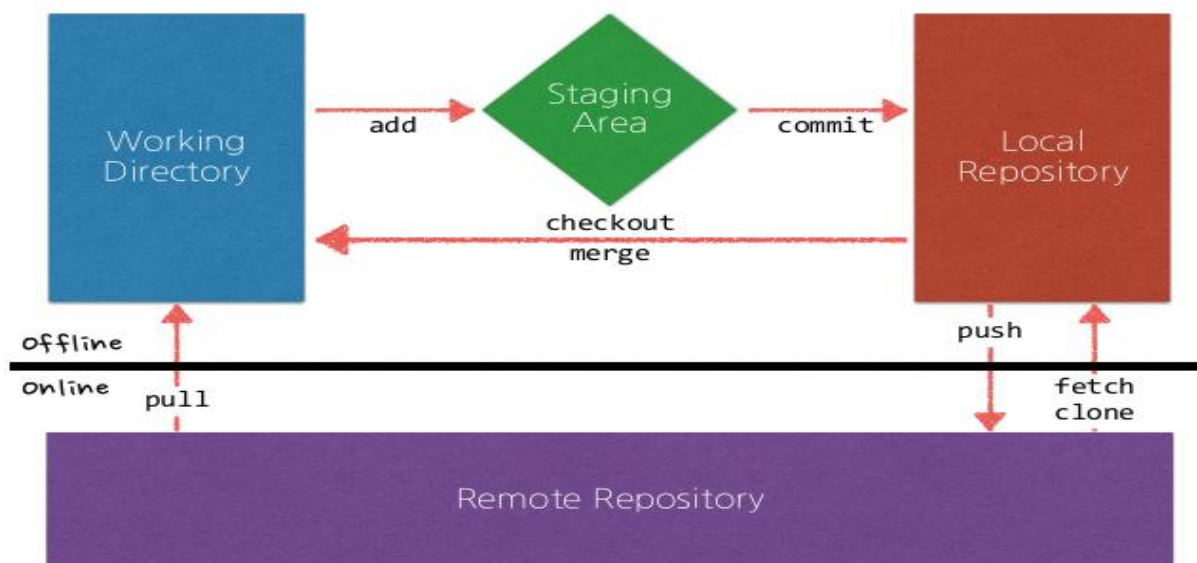 Working
Directory
add
Staging
Area
commit
Local
Repository
checkout
merge
Offline
Online
pull
push
fetch
clone
Remote Repository